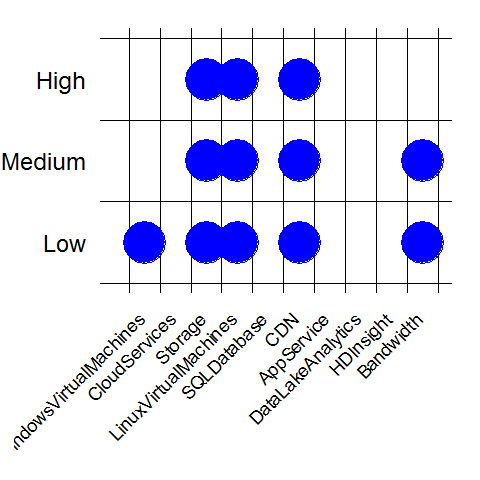 High
Medium
Low
ndowsVirtualMachines
CloudServices
Storage
LinuxVirtualMachines
SQLDatabase
CDN
AppService
DataLakeAnalytics
HDInsight
Bandwidth